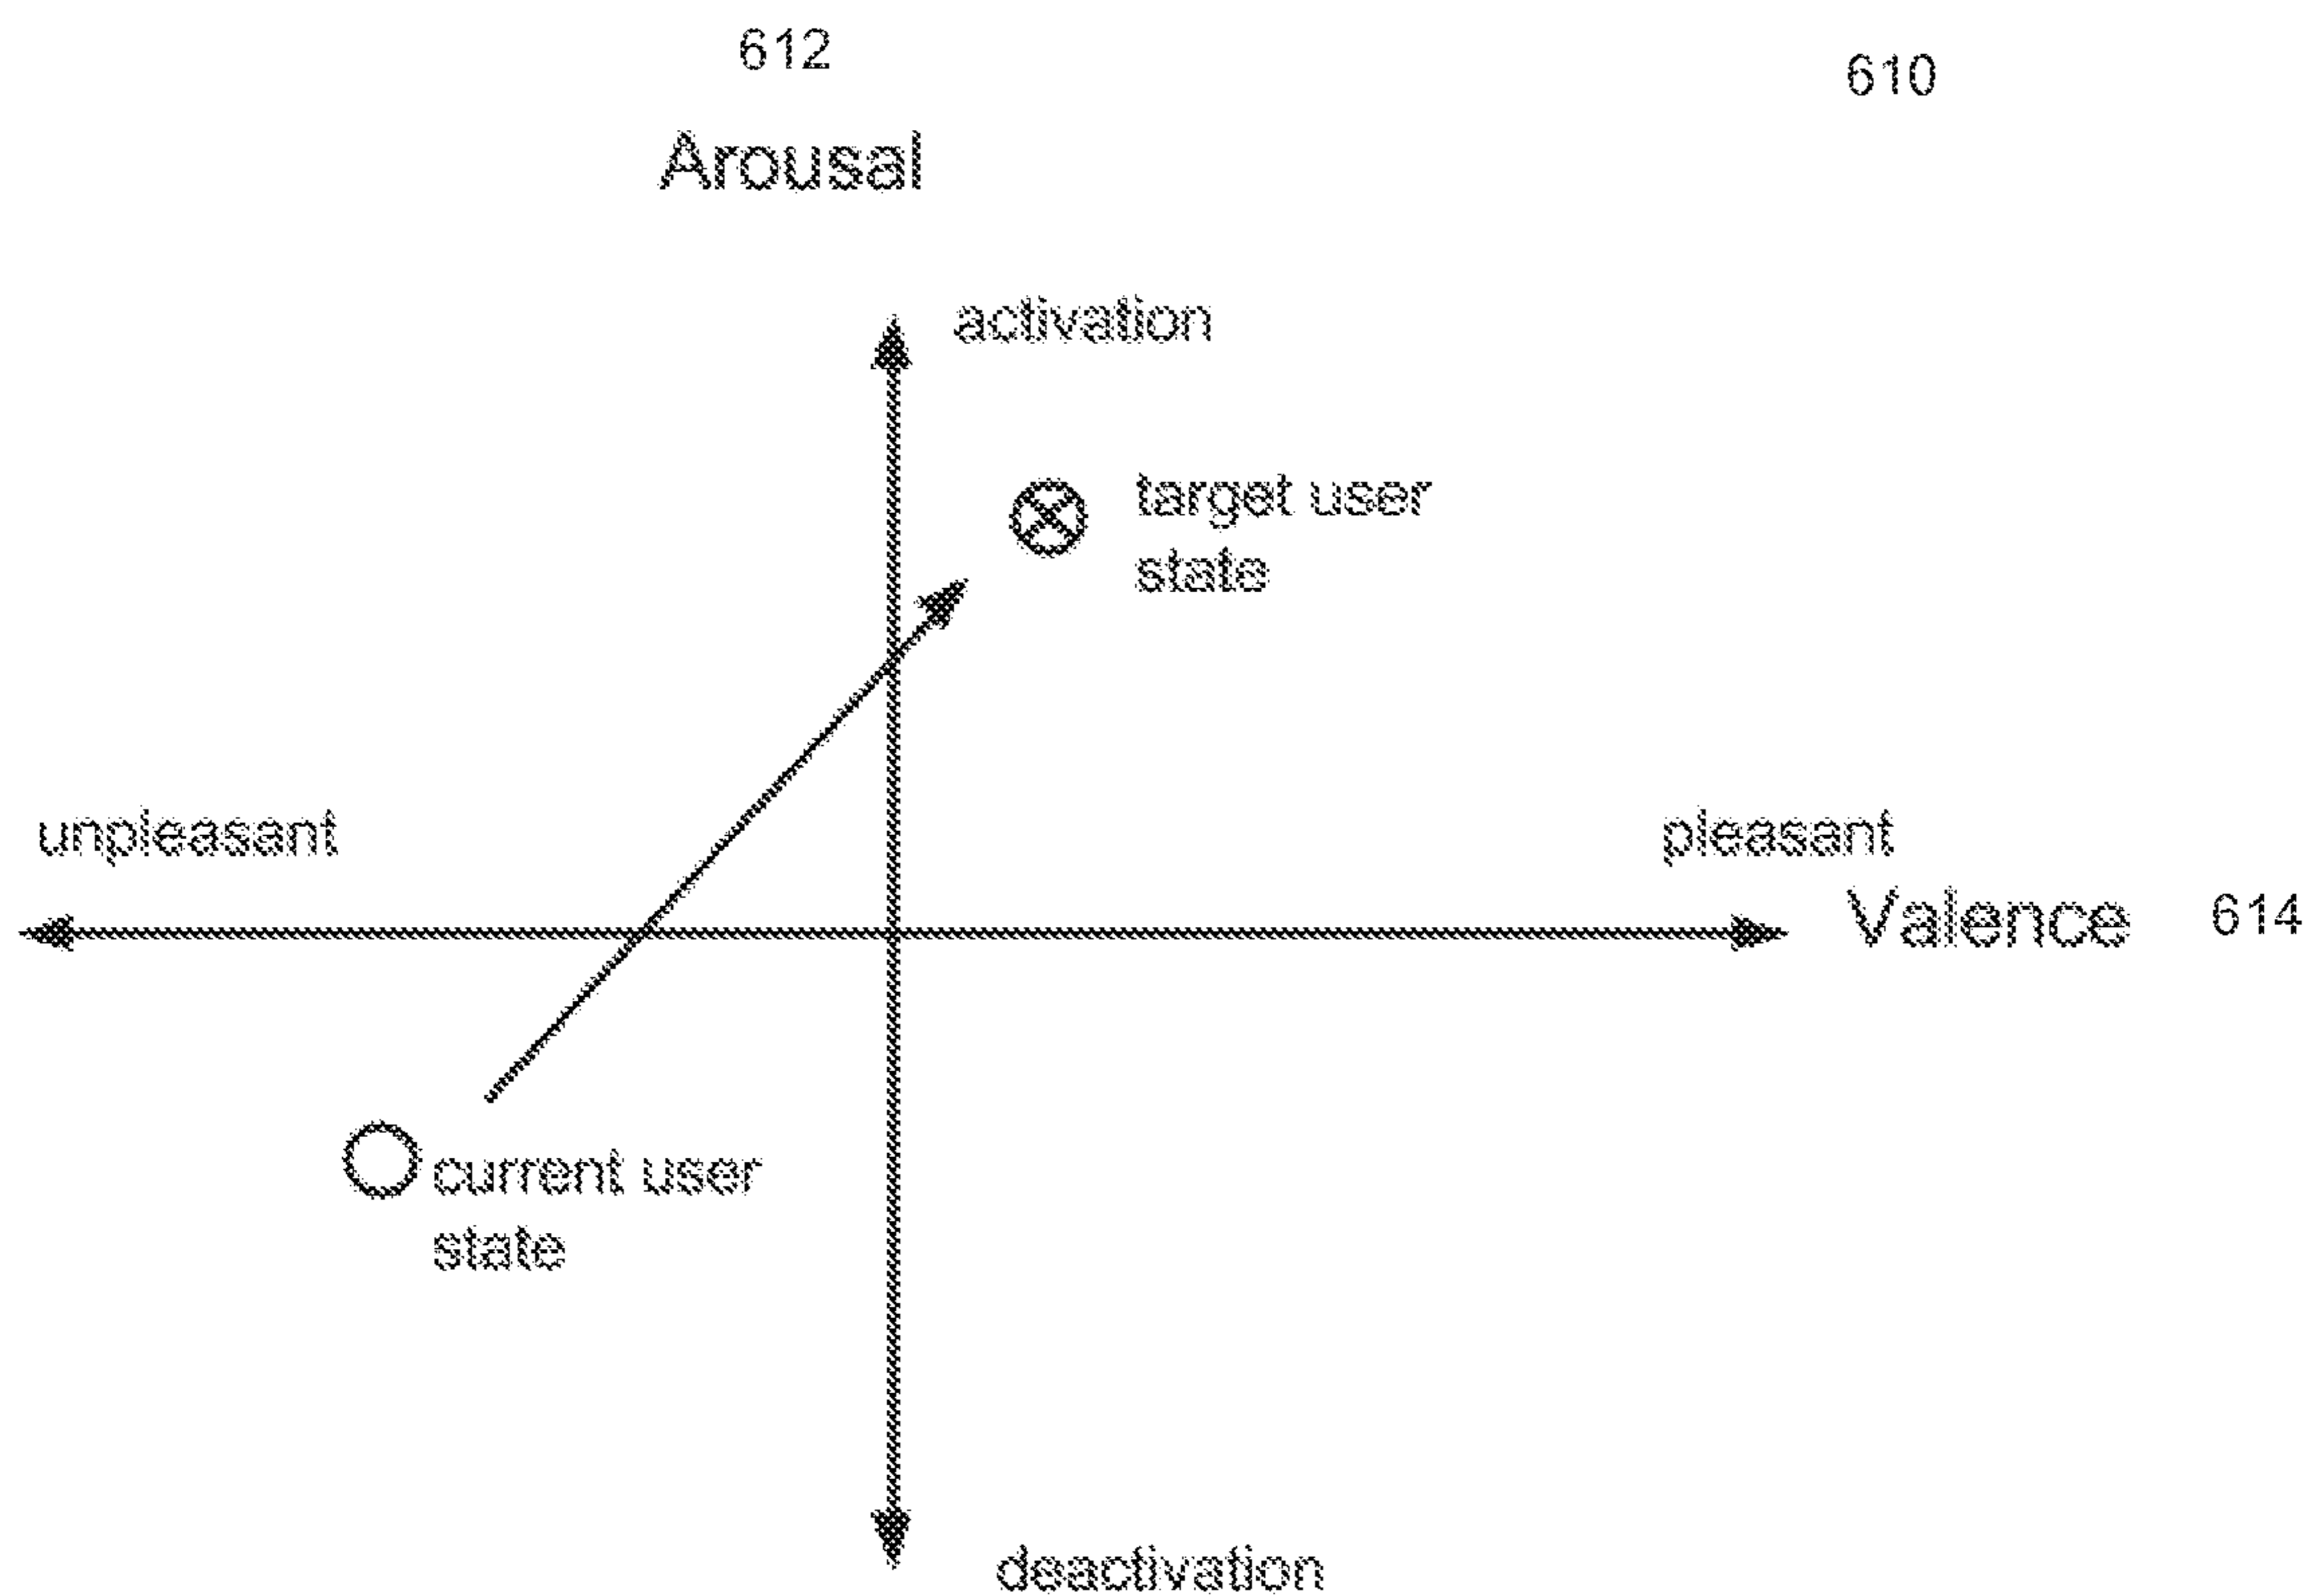 612
610
Arousal
activation
target user
state
unpleasant
pleasant
Valence 614
current user
state
deactivation